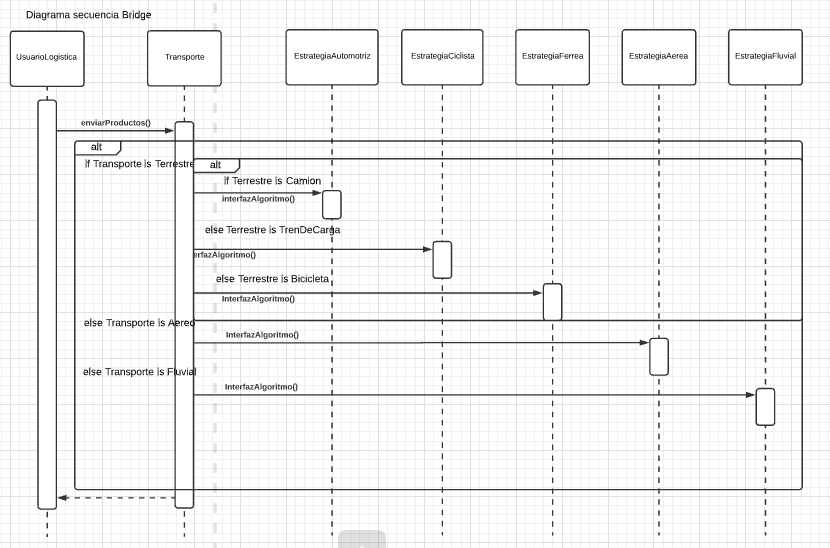 Diagrama secuencia Bridge
UsuarioLogistica
Transporte
EstrategiaAutomotriz
EstrategiaCiclista
EstrategiaFerrea
EstrategiaAerea
EstrategiaFluvial
enviarProductos()
alt
if Transporte is Terrestre
alt
if Terrestre is Camion
interfazAlgoritmo()
else Terrestre is TrenDeCarga
erfazAlgoritmo()
else Terrestre is Bicicleta
InterfazAlgoritmo()
else Transporte is Aereo
InterfazAlgoritmo()
else Transporte is Fluvial
InterfazAlgoritmo()